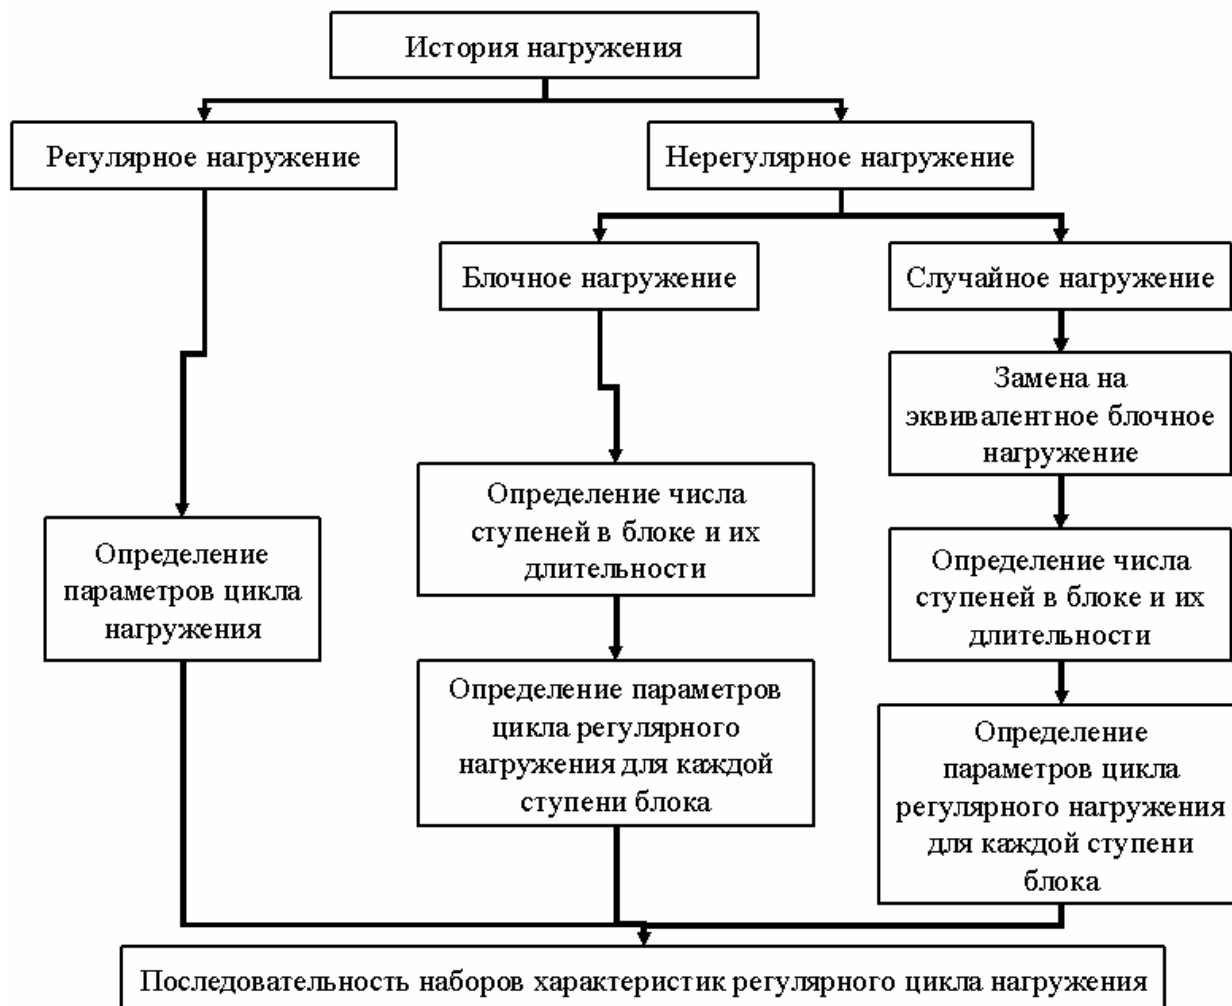 История нагружения
Регулярное нагружение
Нерегулярное нагружение
Блочное нагружение
Случайное нагружение
Замена на
эквивалентное блочное
нагружение
Определение числа
ступеней в блоке и их
длительности
Определение
параметров цикла
нагружения
Определение числа
ступеней в блоке и их
длительности
Определение параметров
цикла регулярного
нагружения для каждой
ступени блока
Определение
параметров цикла
регулярного нагружения
для каждой ступени
блока
Последовательность наборов характеристик регулярного цикла нагружения